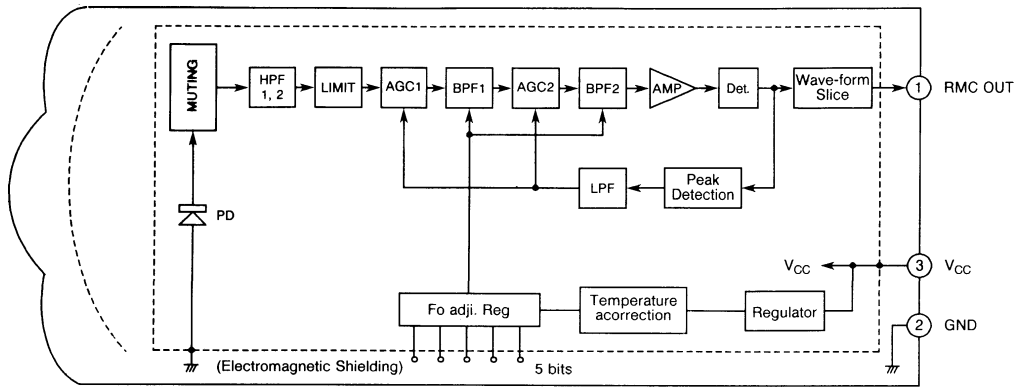 MUTING
HPF
1, 2
LIMIT
AGC1
BPF1
AGC2
BPF2
AMP
Det.
Wave-form
Slice
1
RMC OUT
LPF
Peak
Detection
PD
VCC
3
VCC
Fo adji. Reg
Temperature
acorrection
Regulator
2
GND
(Electromagnetic Shielding)
5 bits